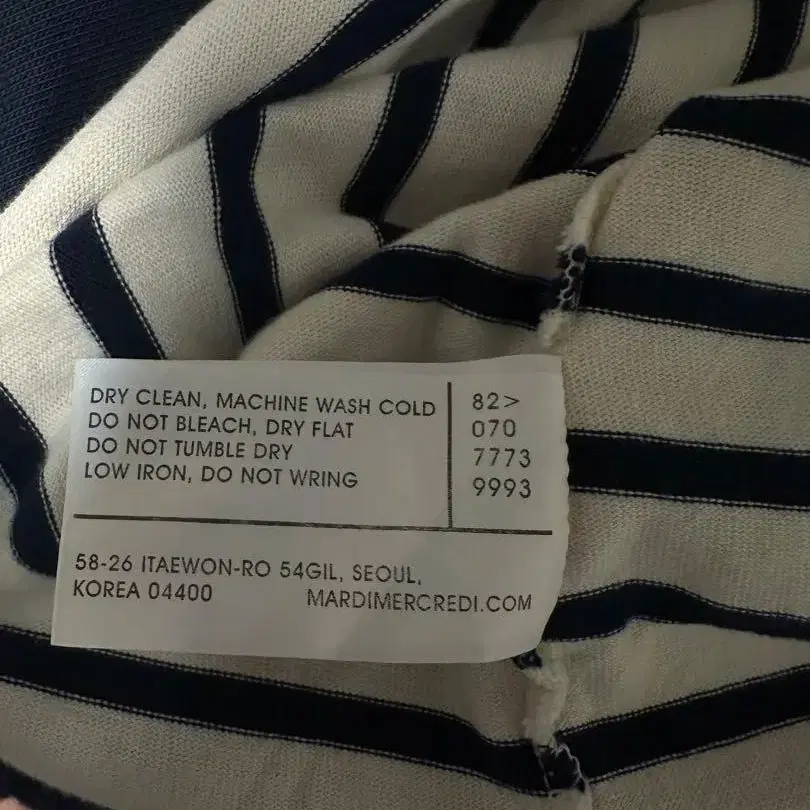 DRY CLEAN, MACHINE WASH COLD
DO NOT BLEACH, DRY FLAT
DO NOT TUMBLE DRY
LOW IRON, DO NOT WRING
82>
070
7773
9993
58-26 ITAEWON-RO 54GIL, SEOUL,
KOREA 04400 MARDIMERCREDI.COM